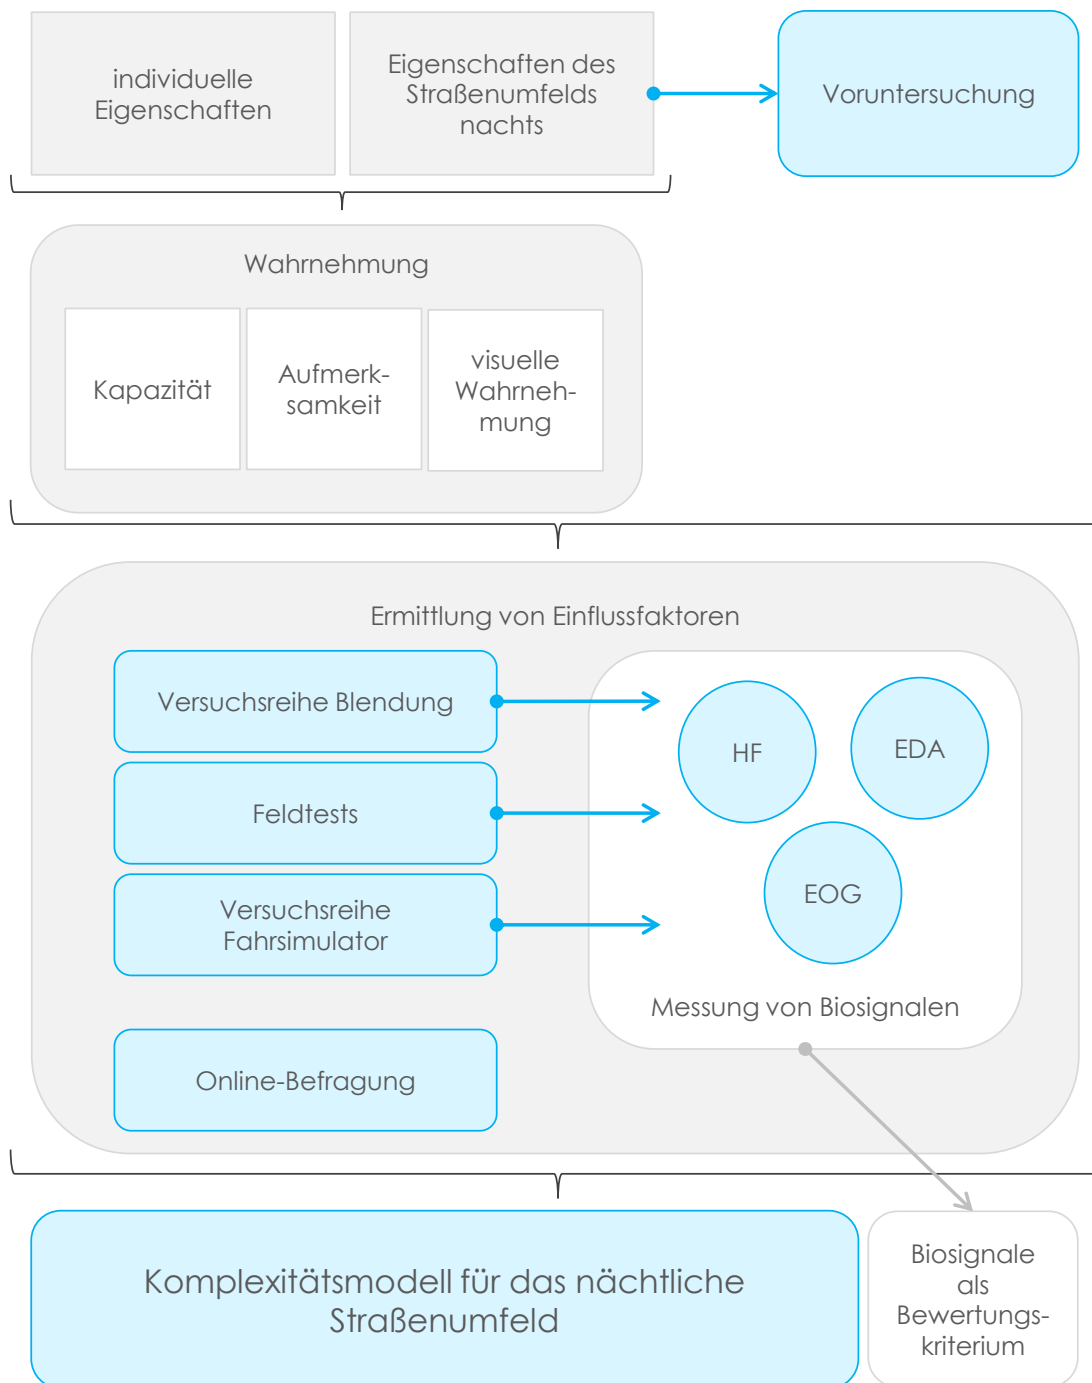 individuelle
Eigenschaften
Eigenschaften des
Straßenumfelds
nachts
Voruntersuchung
Wahrnehmung
Kapazität
Aufmerk-
samkeit
visuelle
Wahrneh-
mung
Ermittlung von Einflussfaktoren
Versuchsreihe Blendung
Feldtests
Versuchsreihe
Fahrsimulator
Online-Befragung
HF
EDA
EOG
Messung von Biosignalen
Komplexitätsmodell für das nächtliche
Straßenumfeld
Biosignale
als
Bewertungs-
kriterium